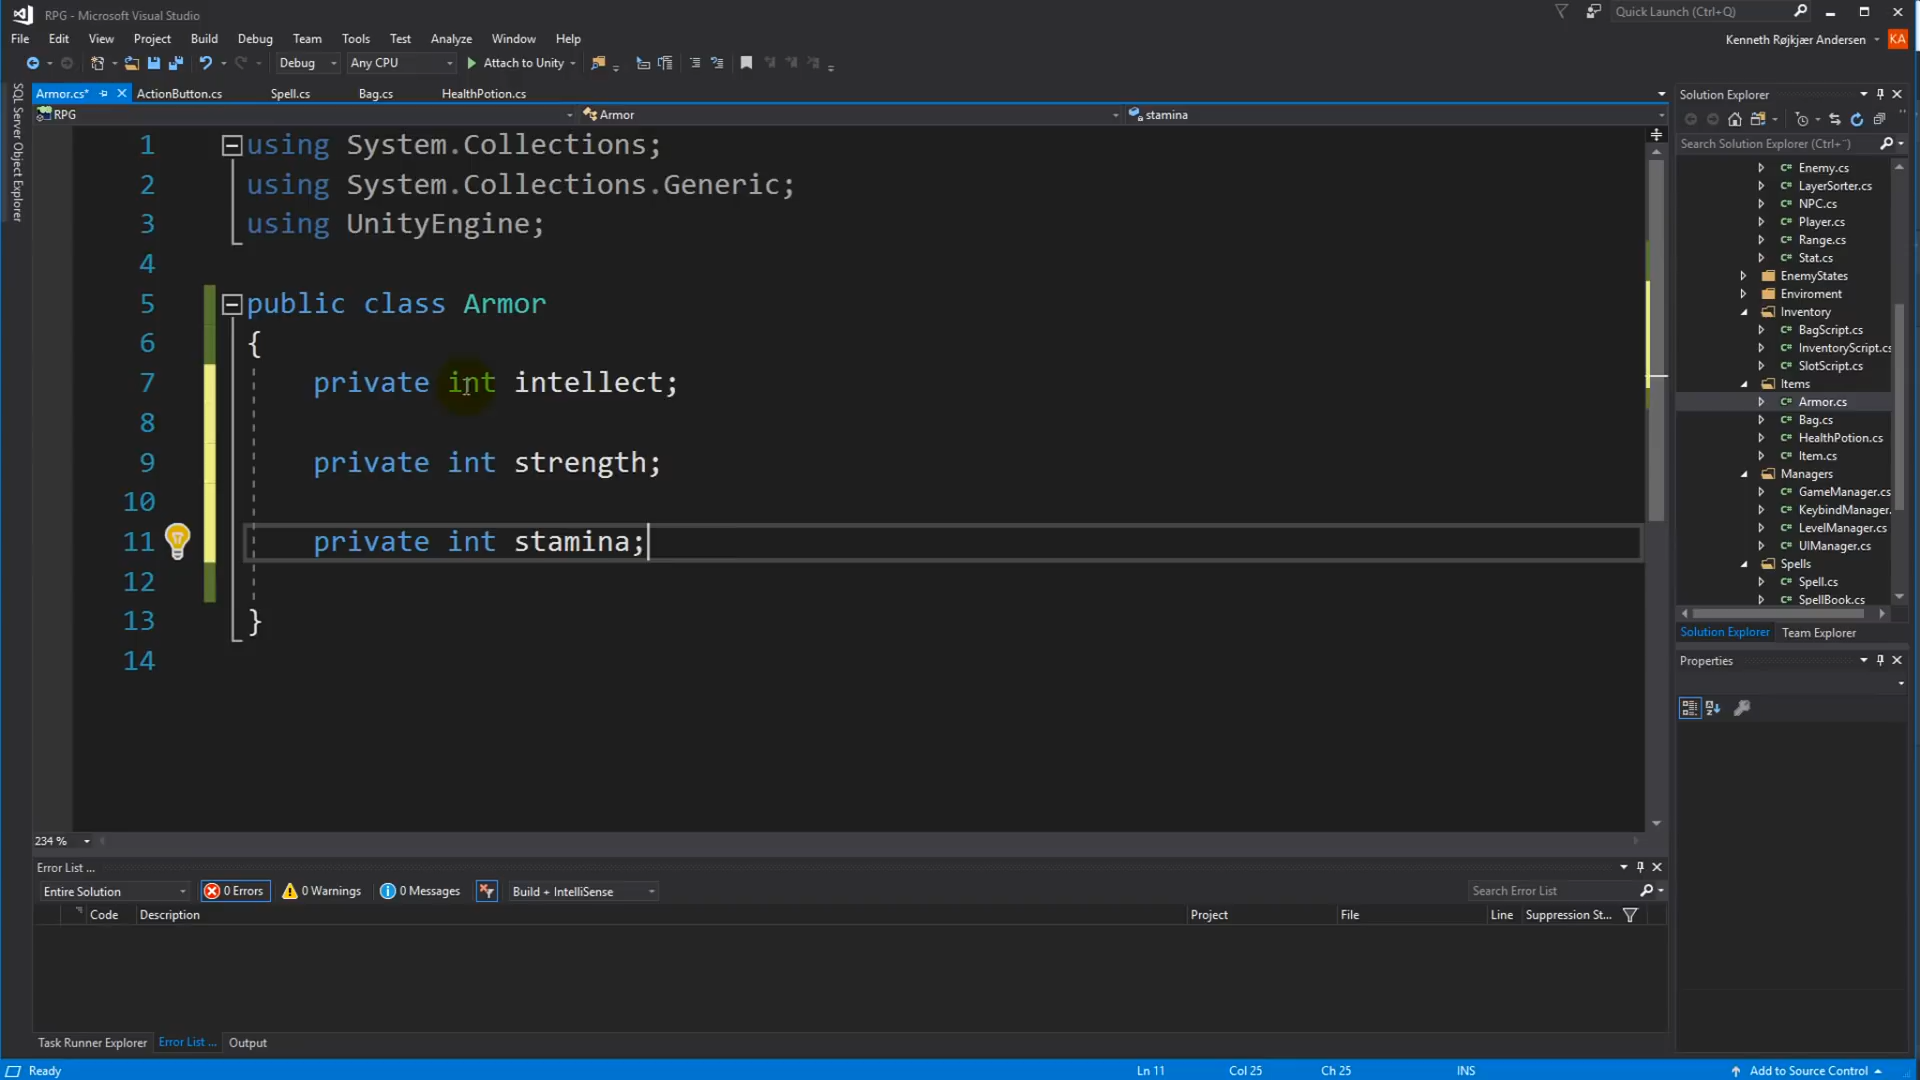 RPG - Microsoft Visual Studio
Quick Launch (Ctrl+Q)
File Edit View Project Build Debug Team Tools Test Analyze Window Help
Kenneth Røjkjær Andersen KA
Debug Any CPU Attach to Unity
Armor.cs* ActionButton.cs Spell.cs Bag.cs HealthPotion.cs
RPG Armor stamina
SQL Server Object Explorer
1 using System.Collections;
2 using System.Collections.Generic;
3 using UnityEngine;
4
5 public class Armor
6 {
7 private int intellect;
8
9 private int strength;
10
11 private int stamina;
12
13 }
14
234 %
Solution Explorer
Search Solution Explorer (Ctrl+¨)
C# Enemy.cs
C# LayerSorter.cs
C# NPC.cs
C# Player.cs
C# Range.cs
C# Stat.cs
EnemyStates
Enviroment
Inventory
C# BagScript.cs
C# InventoryScript.cs
C# SlotScript.cs
Items
C# Armor.cs
C# Bag.cs
C# HealthPotion.cs
C# Item.cs
Managers
C# GameManager.cs
C# KeybindManager.
C# LevelManager.cs
C# UIManager.cs
Spells
C# Spell.cs
C# SpellBook.cs
Solution Explorer Team Explorer
Properties
Error List ...
Entire Solution 0 Errors 0 Warnings 0 Messages Build + IntelliSense Search Error List
Code Description Project File Line Suppression St...
Task Runner Explorer Error List ... Output
Ready Ln 11 Col 25 Ch 25 INS Add to Source Control